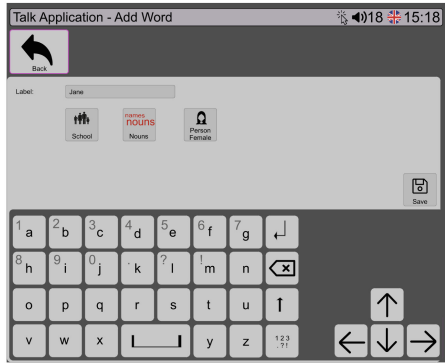 Talk Application - Add Word 18 15:18
Back
Label: Jane
School
names
nouns
Nouns
Person
Female
Save
1 a 2 b 3 c 4 d 5 e 6 f 7 g
8 h 9 i 0 j . k ? l ! m n
o p q r s t u
v w x y z 1 2 3
. ? !